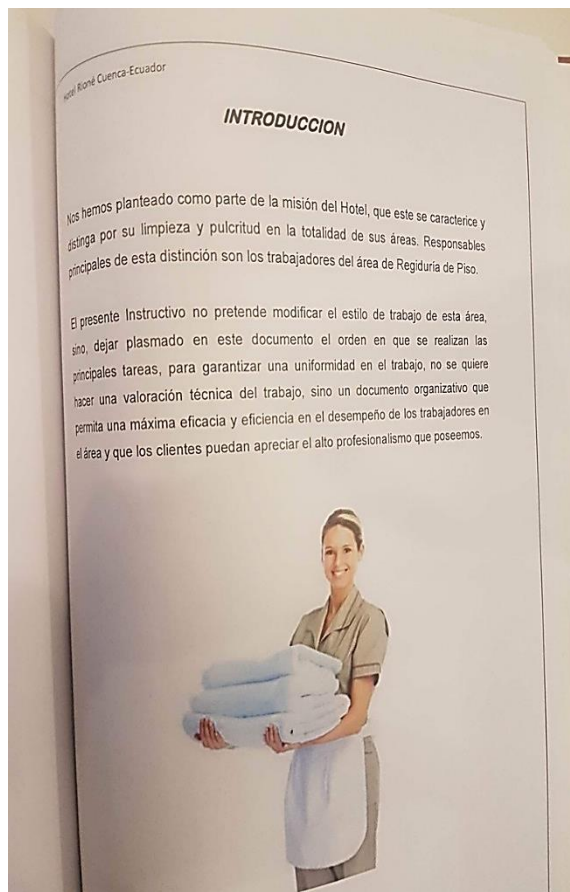 Hotel Rioné Cuenca-Ecuador
INTRODUCCION
Nos hemos planteado como parte de la misión del Hotel, que este se caracterice y
distinga por su limpieza y pulcritud en la totalidad de sus áreas. Responsables
principales de esta distinción son los trabajadores del área de Regiduría de Piso.
El presente Instructivo no pretende modificar el estilo de trabajo de esta área,
sino, dejar plasmado en este documento el orden en que se realizan las
principales tareas, para garantizar una uniformidad en el trabajo, no se quiere
hacer una valoración técnica del trabajo, sino un documento organizativo que
permita una máxima eficacia y eficiencia en el desempeño de los trabajadores en
el área y que los clientes puedan apreciar el alto profesionalismo que poseemos.